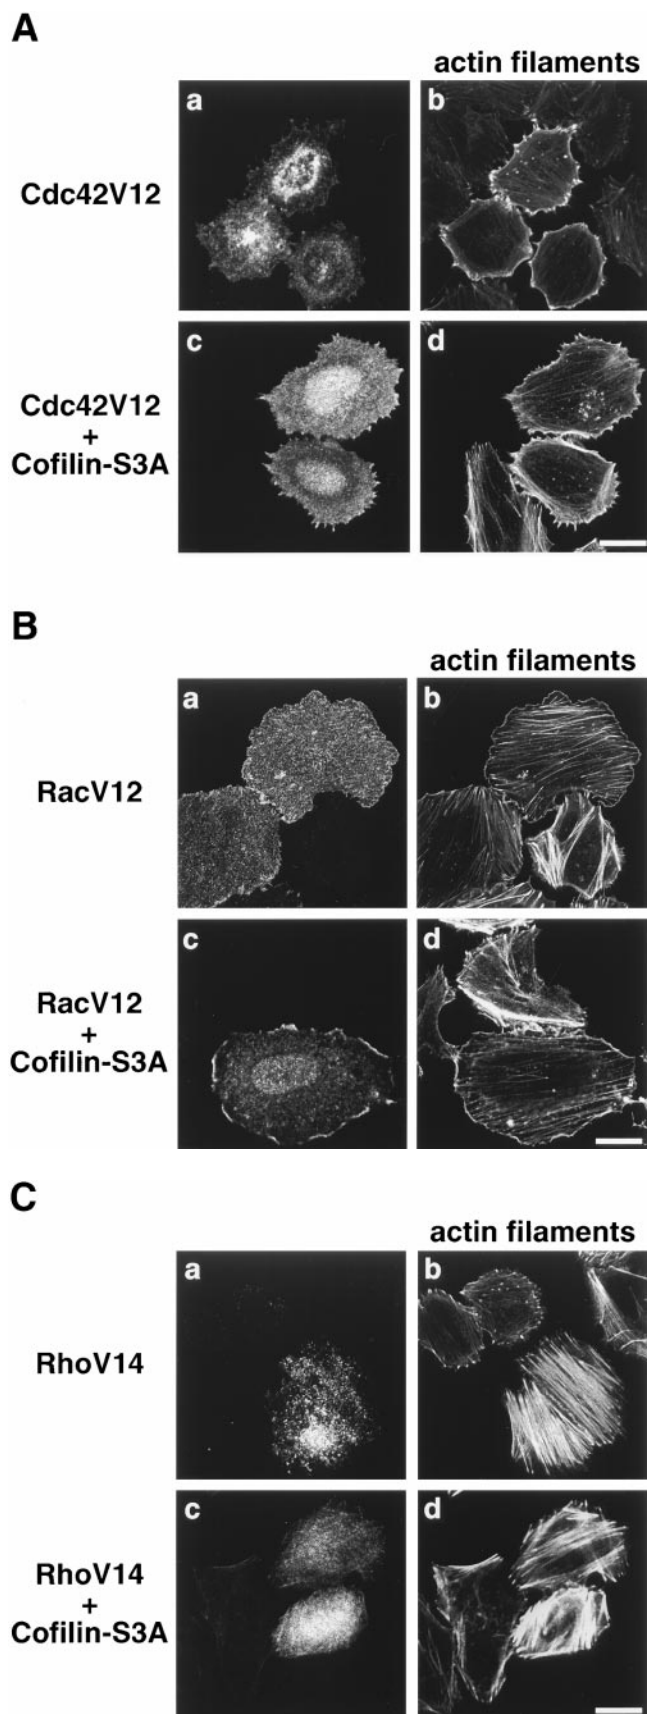 A
actin filaments
a
b
Cdc42V12
c
d
Cdc42V12
+
Cofilin-S3A
B
actin filaments
a
b
RacV12
c
d
RacV12
+
Cofilin-S3A
C
actin filaments
a
b
RhoV14
c
d
RhoV14
+
Cofilin-S3A